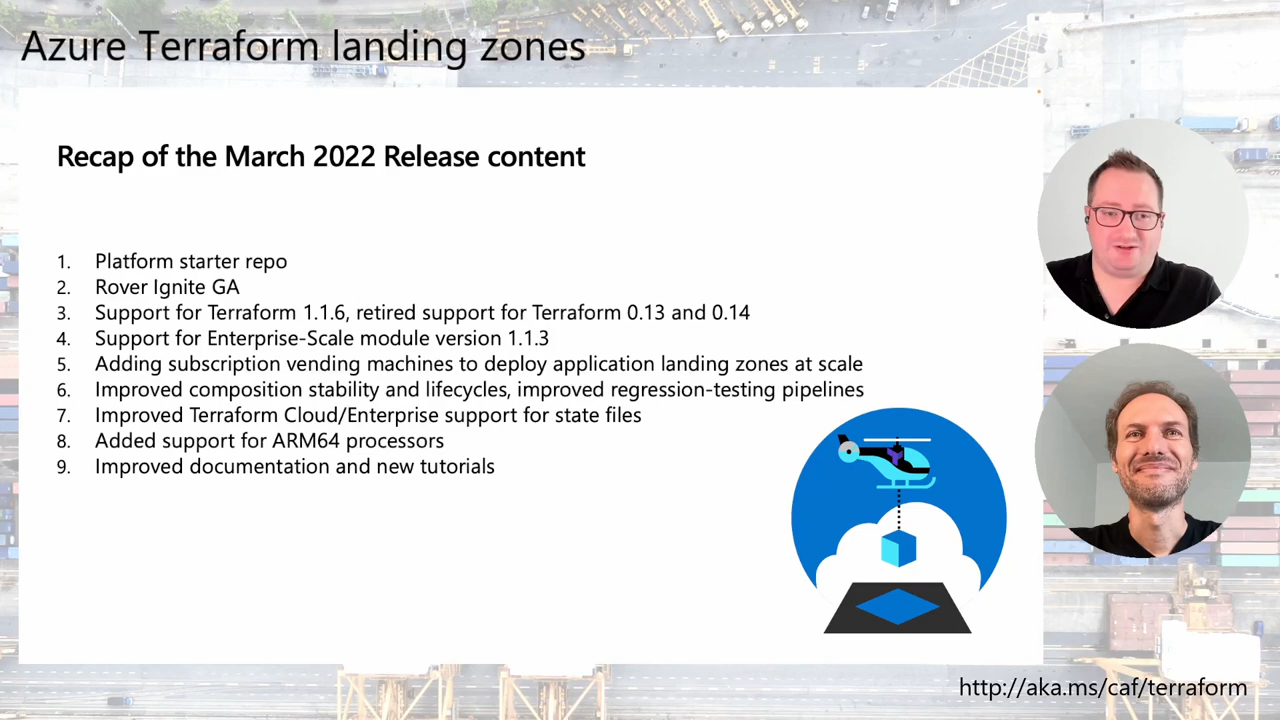 Azure Terraform landing zones
Recap of the March 2022 Release content
1. Platform starter repo
2. Rover Ignite GA
3. Support for Terraform 1.1.6, retired support for Terraform 0.13 and 0.14
4. Support for Enterprise-Scale module version 1.1.3
5. Adding subscription vending machines to deploy application landing zones at scale
6. Improved composition stability and lifecycles, improved regression-testing pipelines
7. Improved Terraform Cloud/Enterprise support for state files
8. Added support for ARM64 processors
9. Improved documentation and new tutorials
http://aka.ms/caf/terraform